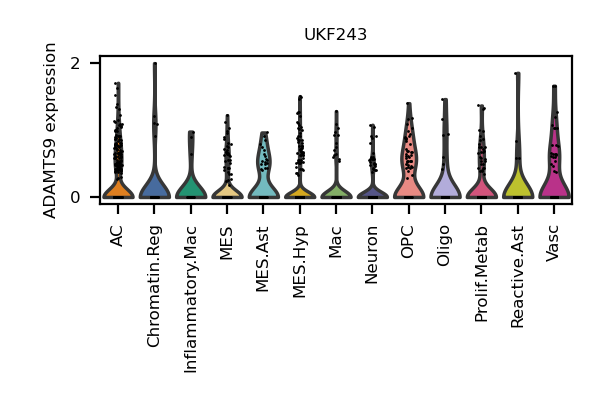 UKF243
ADAMTS9 expression
2
0
AC
Chromatin.Reg
Inflammatory.Mac
MES
MES.Ast
MES.Hyp
Mac
Neuron
OPC
Oligo
Prolif.Metab
Reactive.Ast
Vasc